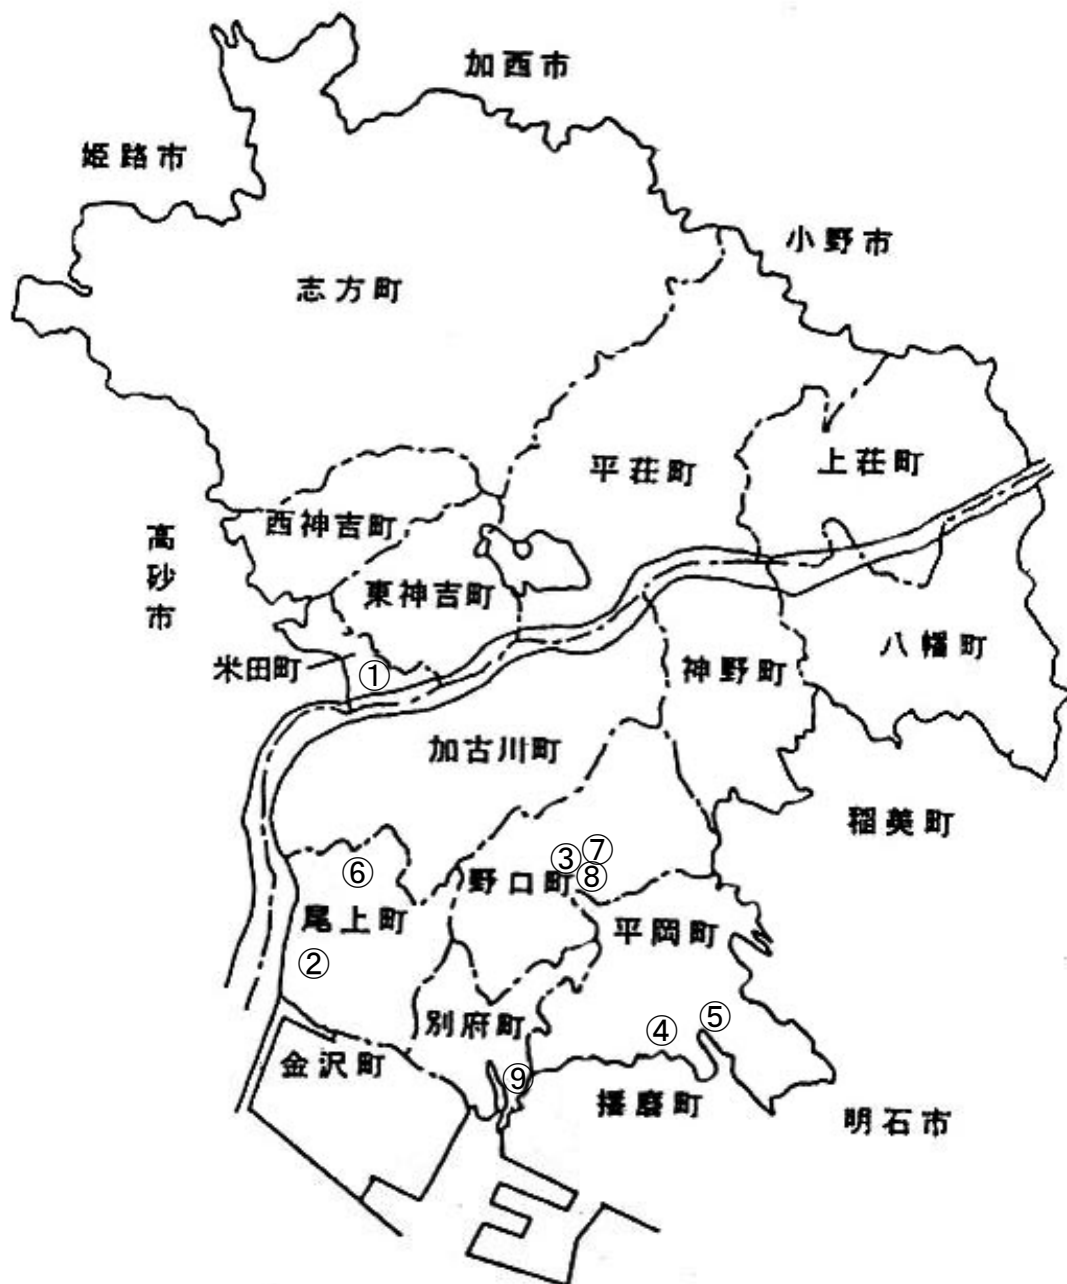 加西市
姫路市
小野市
志方町
平荘町
上荘町
西神吉町
高砂市
東神吉町
八幡町
米田町
①
神野町
加古川町
稲美町
③
⑦
⑥
野口町
⑧
尾上町
平岡町
②
別府町
④
⑤
金沢町
⑨
播磨町
明石市